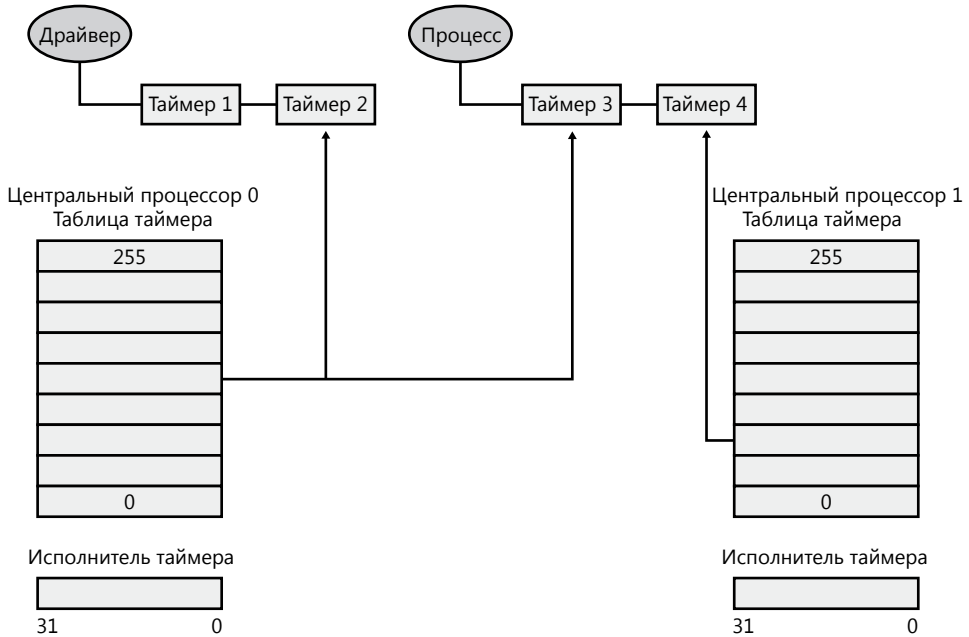 Драйвер
Процесс
Таймер 1
Таймер 2
Таймер 3
Таймер 4
Центральный процессор 0
Таблица таймера
Центральный процессор 1
Таблица таймера
255
255
0
0
Исполнитель таймера
Исполнитель таймера
31 0
31 0